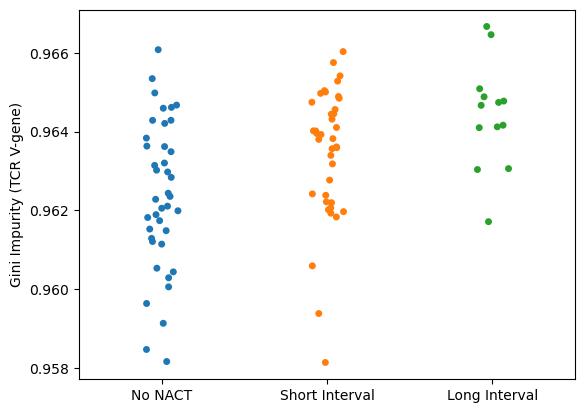 Gini Impurity (TCR V-gene)
0.966
0.964
0.962
0.960
0.958
No NACT
Short Interval
Long Interval